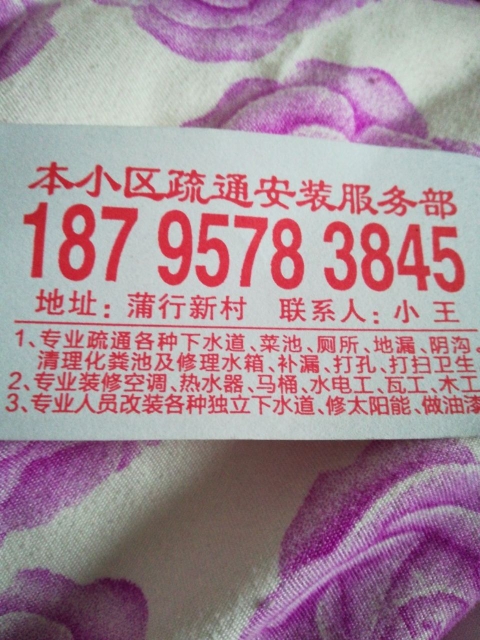 本小区疏通安装服务部
187 9578 3845
地址：蒲行新村 联系人：小 王
1、专业疏通各种下水道、菜池、厕所、地漏、阴沟、
清理化粪池及修理水箱、补漏、打孔、打扫卫生
2、专业装修空调、热水器、马桶、水电工、瓦工、木工
3、专业人员改装各种独立下水道、修太阳能、做油漆